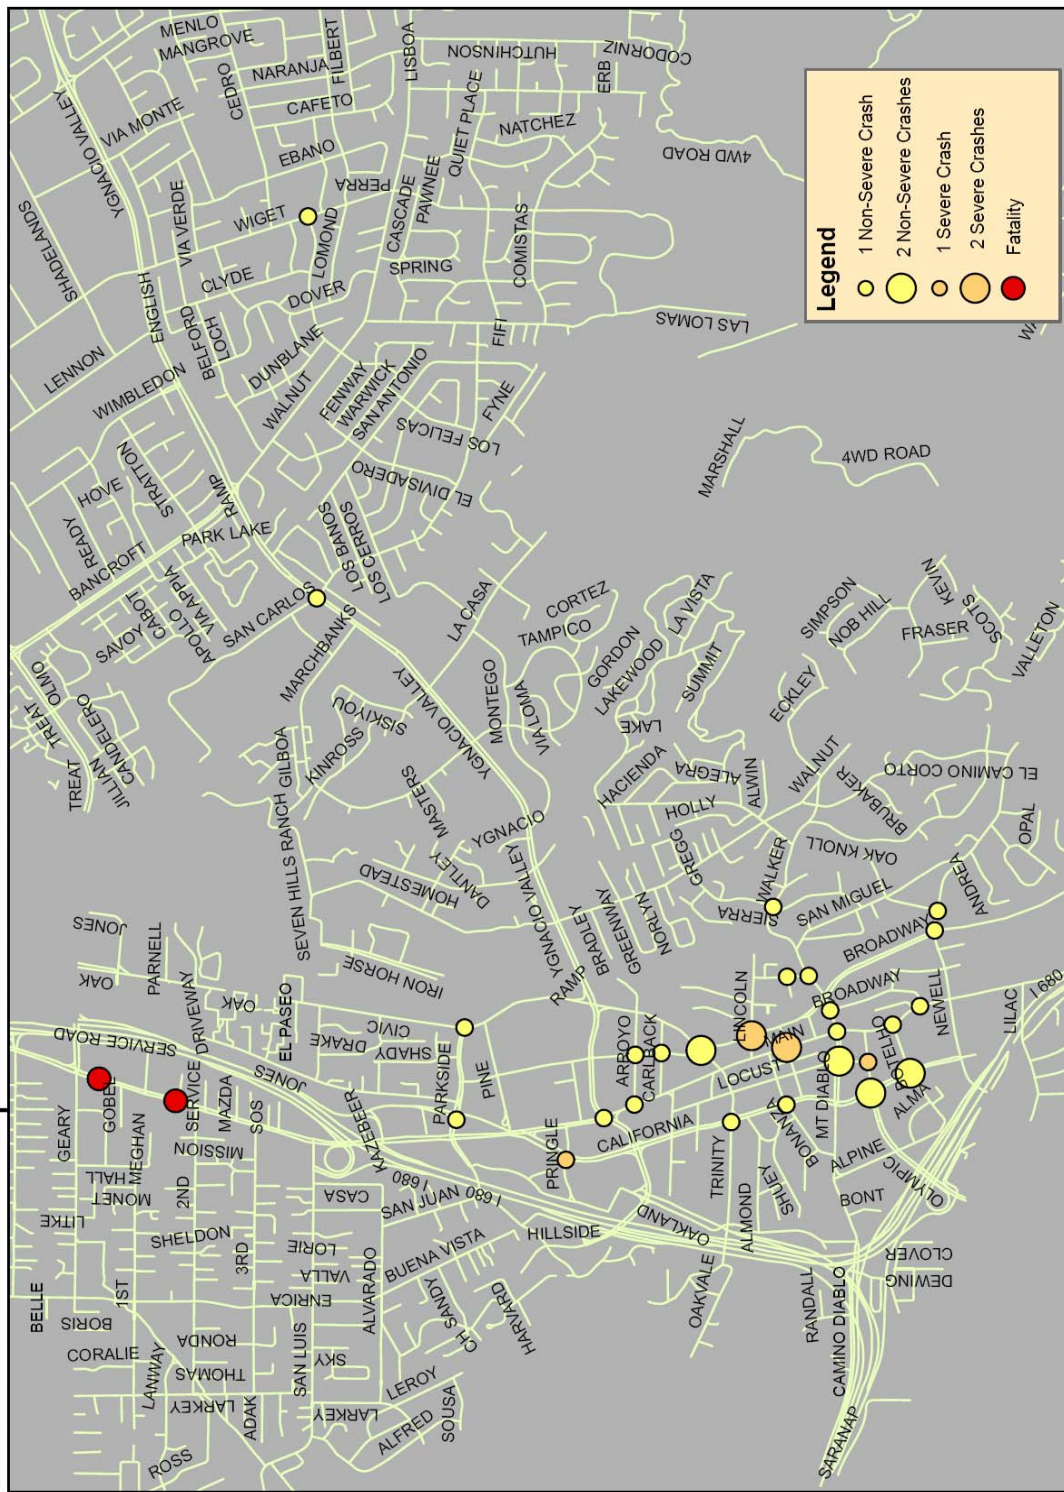 MENLO
MANGROVE
FILBERT
NARANJA
CEDRO
CAFETO
LISBOA
HUTCHINSON
ERB
CODORNIZ
YGNACIO VALLEY
VIA MONTE
EBANO
PERRA
QUIET PLACE
NATCHEZ
4WD ROAD
SHADELANDS
VIA VERDE
WIGET
LOMOND
CASCADE
PAWNEE
COMISTAS
ENGLISH
CLYDE
DOVER
SPRING
LAS LOMAS
LENNON
BELFORD
LOCH
DUNBLANE
FIFI
WIMBLEDON
WALNUT
FENWAY
WARWICK
SAN ANTONIO
FYNE
LOS FELICAS
HOVE
STRATTON
RAMP
EL DIVISADERO
MARSHALL
4WD ROAD
READY
BANCROFT
PARK LAKE
LOS BANOS
LOS CERROS
SAVOY
CABOT
APOLLO
VIA APPIA
SAN CARLOS
MARCHBANKS
LA CASA
CORTEZ
TAMPICO
LA VISTA
SIMPSON
NOB HILL
KEVIN
FRASER
SCOTS
VALLETON
TREAT
OLMO
CANDELERO
JILLIAN
TREAT
GILBOA
KINROSS
SISKIYOU
YGNACIO VALLEY
MONTEGO
VIA LOMA
GORDON
LAKEWOOD
SUMMIT
LAKE
ECKLEY
SEVEN HILLS RANCH
MASTERS
YGNACIO
HACIENDA
ALEGRA
ALWIN
HOLLY
WALNUT
BRUBAKER
EL CAMINO CORTO
OPAL
HOMESTEAD
DANTLEY
YGNACIO VALLEY
GREGG
WALKER
OAK KNOLL
JONES
PARNELL
OAK
IRON HORSE
BRADLEY
GREENWAY
NORLYN
SIERRA
SAN MIGUEL
ANDREA
SERVICE ROAD
DRIVEWAY
OAK
EL PASEO
DRAKE
CIVIC
SHADY
RAMP
LINCOLN
BROADWAY
BROADWAY
NEWELL
LILAC
I 680
GEARY
GOBEL
SERVICE
MAZDA
SOS
JONES
PARKSIDE
PINE
ARROYO
CARLBACK
LOCUST
MAIN
MT DIABLO
BOTELHO
ALMA
MEGHAN
MISSION
KAZEBEER
PRINGLE
CALIFORNIA
TRINITY
BONANZA
ALPINE
OLYMPIC
HALL
MONET
2ND
CASA
SAN JUAN
I 680
I 680
HILLSIDE
OAKLAND
ALMOND
SHUEY
BONT
LITKE
SHELDON
3RD
LORIE
VALLA
ENRICA
ALVARADO
BUENA VISTA
OAKVALE
CLOVER
DEWING
BELLE
BORIS
1ST
RONDA
SAN LUIS
CH SANDY
HARVARD
RANDALL
CAMINO DIABLO
CORALIE
LANWAY
THOMAS
SKY
LARKEY
LARKEY
LEROY
ALFRED
SOUSA
ADAK
ROSS
SARANAP
Legend
1 Non-Severe Crash
2 Non-Severe Crashes
1 Severe Crash
2 Severe Crashes
Fatality